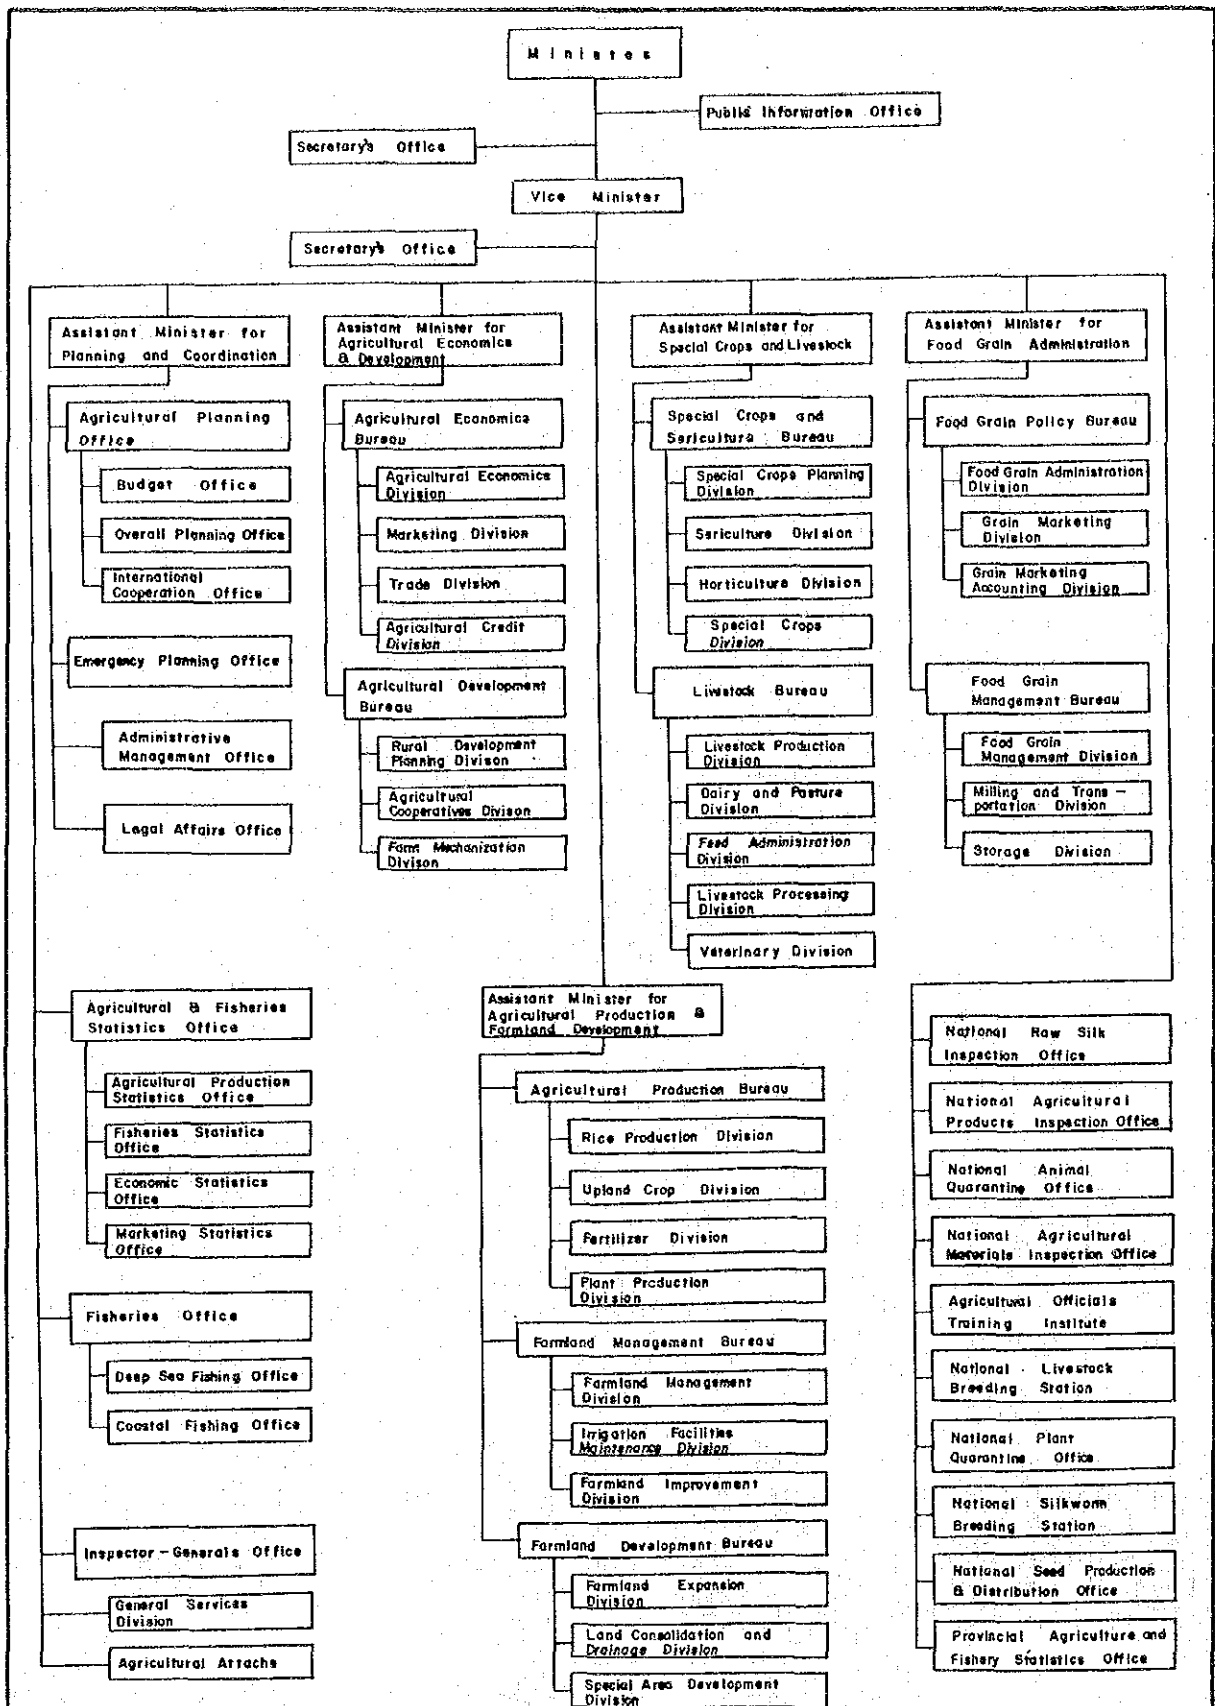 Ministes
Public Information Office
Secretary's Office
Vice Minister
Secretary's Office
Assistant Minister for
Planning and Coordination
Agricultural Planning
Office
Budget Office
Overall Planning Office
International
Cooperation Office
Emergency Planning Office
Administrative
Management Office
Legal Affairs Office
Assistant Minister for
Agricultural Economics
& Development
Agricultural Economics
Bureau
Agricultural Economics
Division
Marketing Division
Trade Division
Agricultural Credit
Division
Agricultural Development
Bureau
Rural Development
Planning Divison
Agricultural
Cooperatives Divison
Farm Mechanization
Divison
Assistant Minister for
Special Crops and Livestock
Special Crops and
Sericultura Bureau
Special Crops Planning
Division
Sericulture Division
Horticulture Division
Special Crops
Division
Livestock Bureau
Livestock Production
Division
Dairy and Pasture
Division
Feed Administration
Division
Livestock Processing
Division
Veterinary Division
Assistant Minister for
Food Grain Administration
Food Grain Policy Bureau
Food Grain Administration
Division
Grain Marketing
Division
Grain Marketing
Accounting Division
Food Grain
Management Bureau
Food Grain
Management Division
Milling and Trans-
portation Division
Storage Division
Agricultural & Fisheries
Statistics Office
Agricultural Production
Statistics Office
Fisheries Statistics
Office
Economic Statistics
Office
Marketing Statistics
Office
Fisheries Office
Deep Sea Fishing Office
Coastal Fishing Office
Inspector-Generals Office
General Services
Division
Agricultural Attachs
Assistant Minister for
Agricultural Production &
Farmland Development
Agricultural Production Bureau
Rice Production Division
Upland Crop Division
Fertilizer Division
Plant Production
Division
Farmland Management Bureau
Farmland Management
Division
Irrigation Facilities
Maintenance Division
Farmland Improvement
Division
Farmland Development Bureau
Farmland Expansion
Division
Land Consolidation and
Drainage Division
Special Area Development
Division
National Raw Silk
Inspection Office
National Agricultural
Products Inspection Office
National Animal
Quarantine Office
National Agricultural
Materials Inspection Office
Agricultural Officials
Training Institute
National Livestock
Breeding Station
National Plant
Quarantine Office
National Silkworm
Breeding Station
National Seed Production
& Distribution Office
Provincial Agriculture and
Fishery Statistics Office